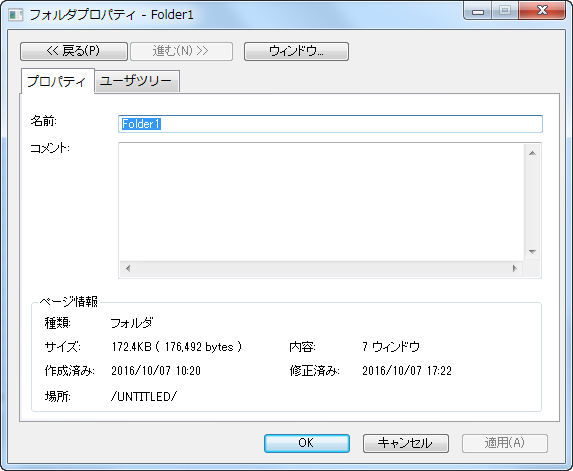 フォルダプロパティ - Folder1
<< 戻る(P) 進む(N) >> ウィンドウ...
プロパティ ユーザツリー
名前: Folder1
コメント:
ページ情報
種類: フォルダ
サイズ: 172.4KB ( 176,492 bytes ) 内容: 7 ウィンドウ
作成済み: 2016/10/07 10:20 修正済み: 2016/10/07 17:22
場所: /UNTITLED/
OK キャンセル 適用(A)